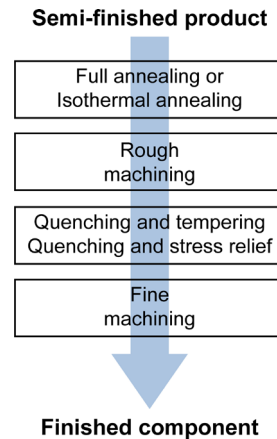 Semi-finished product
Full annealing or
Isothermal annealing
Rough
machining
Quenching and tempering
Quenching and stress relief
Fine
machining
Finished component